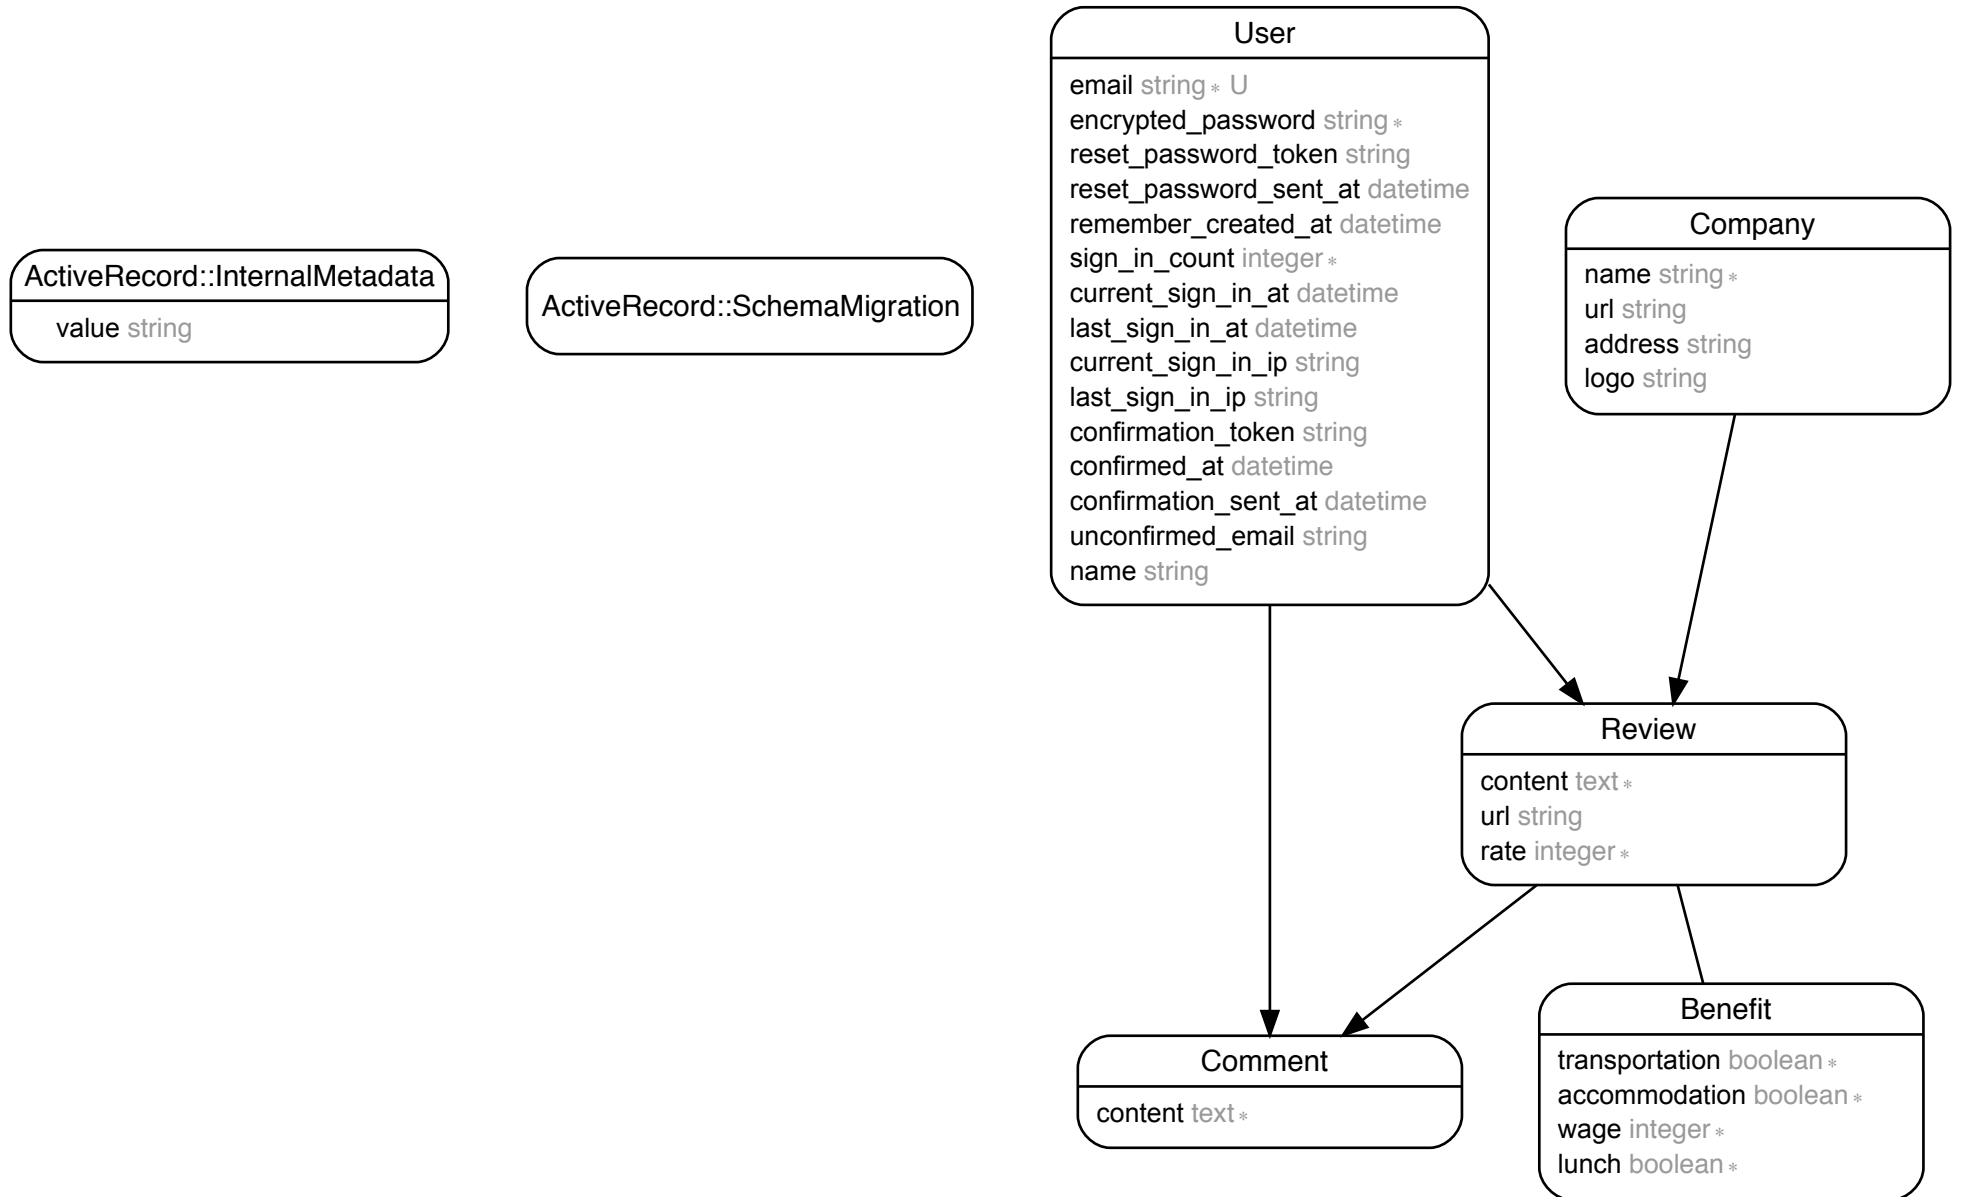 ActiveRecord::InternalMetadata
value string
ActiveRecord::SchemaMigration
User
email string * U
encrypted_password string *
reset_password_token string
reset_password_sent_at datetime
remember_created_at datetime
sign_in_count integer *
current_sign_in_at datetime
last_sign_in_at datetime
current_sign_in_ip string
last_sign_in_ip string
confirmation_token string
confirmed_at datetime
confirmation_sent_at datetime
unconfirmed_email string
name string
Company
name string *
url string
address string
logo string
Review
content text *
url string
rate integer *
Comment
content text *
Benefit
transportation boolean *
accommodation boolean *
wage integer *
lunch boolean *